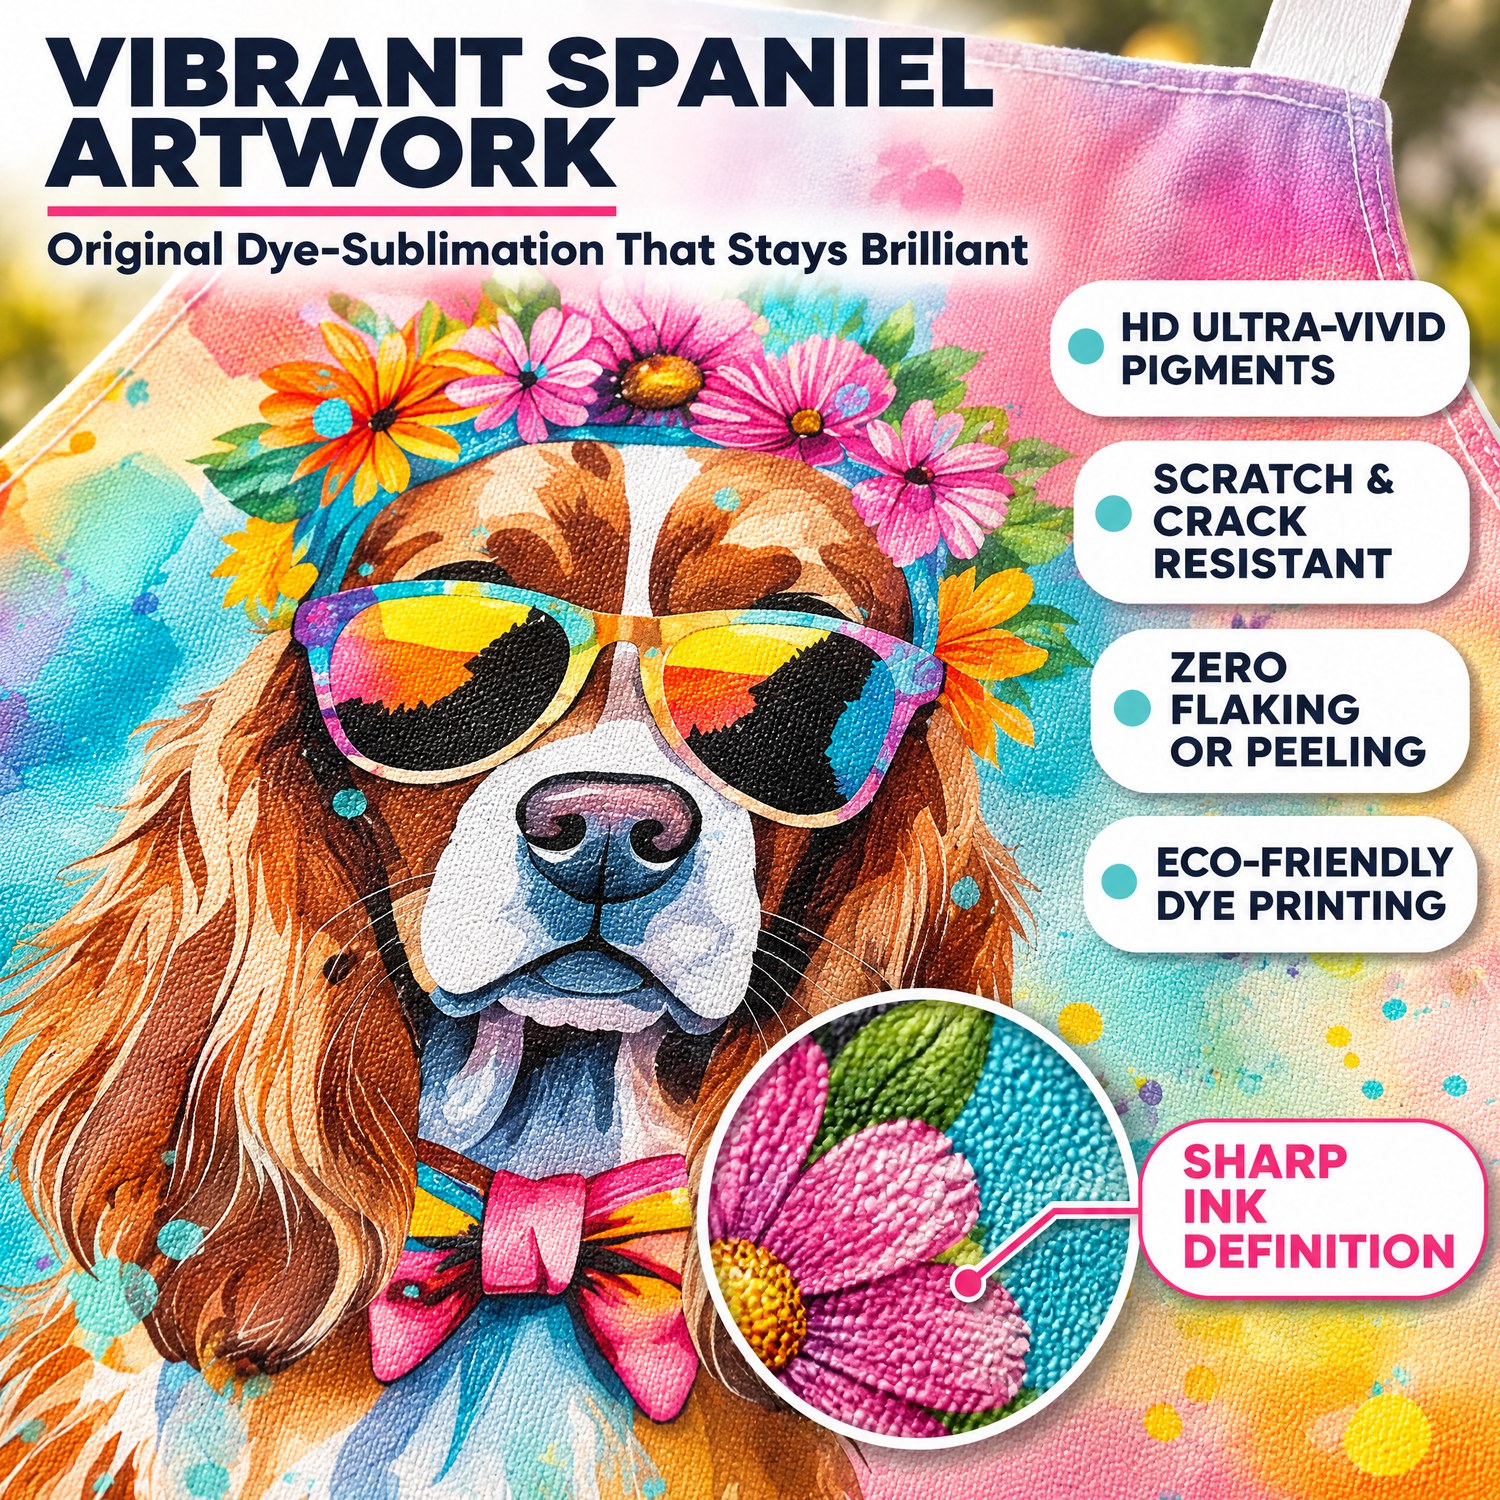 VIBRANT SPANIEL
ARTWORK
Original Dye-Sublimation That Stays Brilliant
HD ULTRA-VIVID
PIGMENTS
SCRATCH &
CRACK
RESISTANT
ZERO
FLAKING
OR PEELING
ECO-FRIENDLY
DYE PRINTING
SHARP
INK
DEFINITION